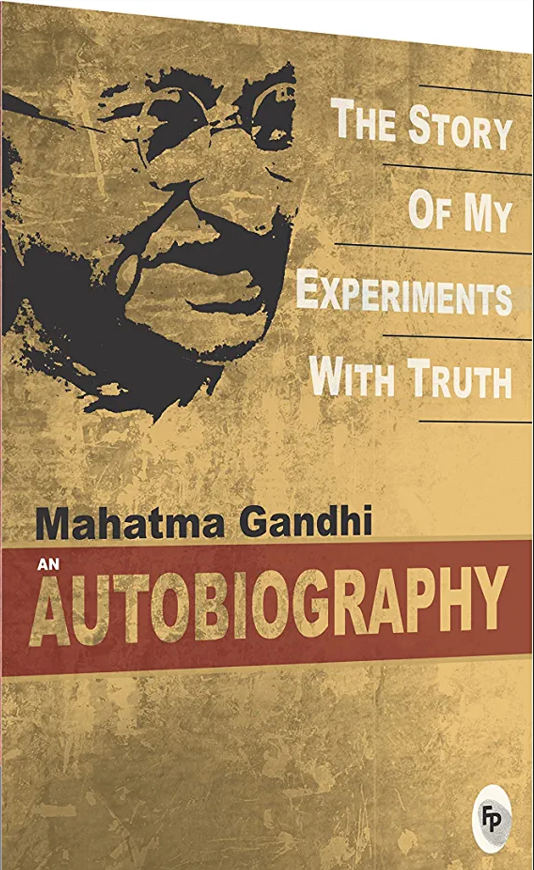 THE STORY
OF MY
EXPERIMENTS
WITH TRUTH
Mahatma Gandhi
AN
AUTOBIOGRAPHY
FP